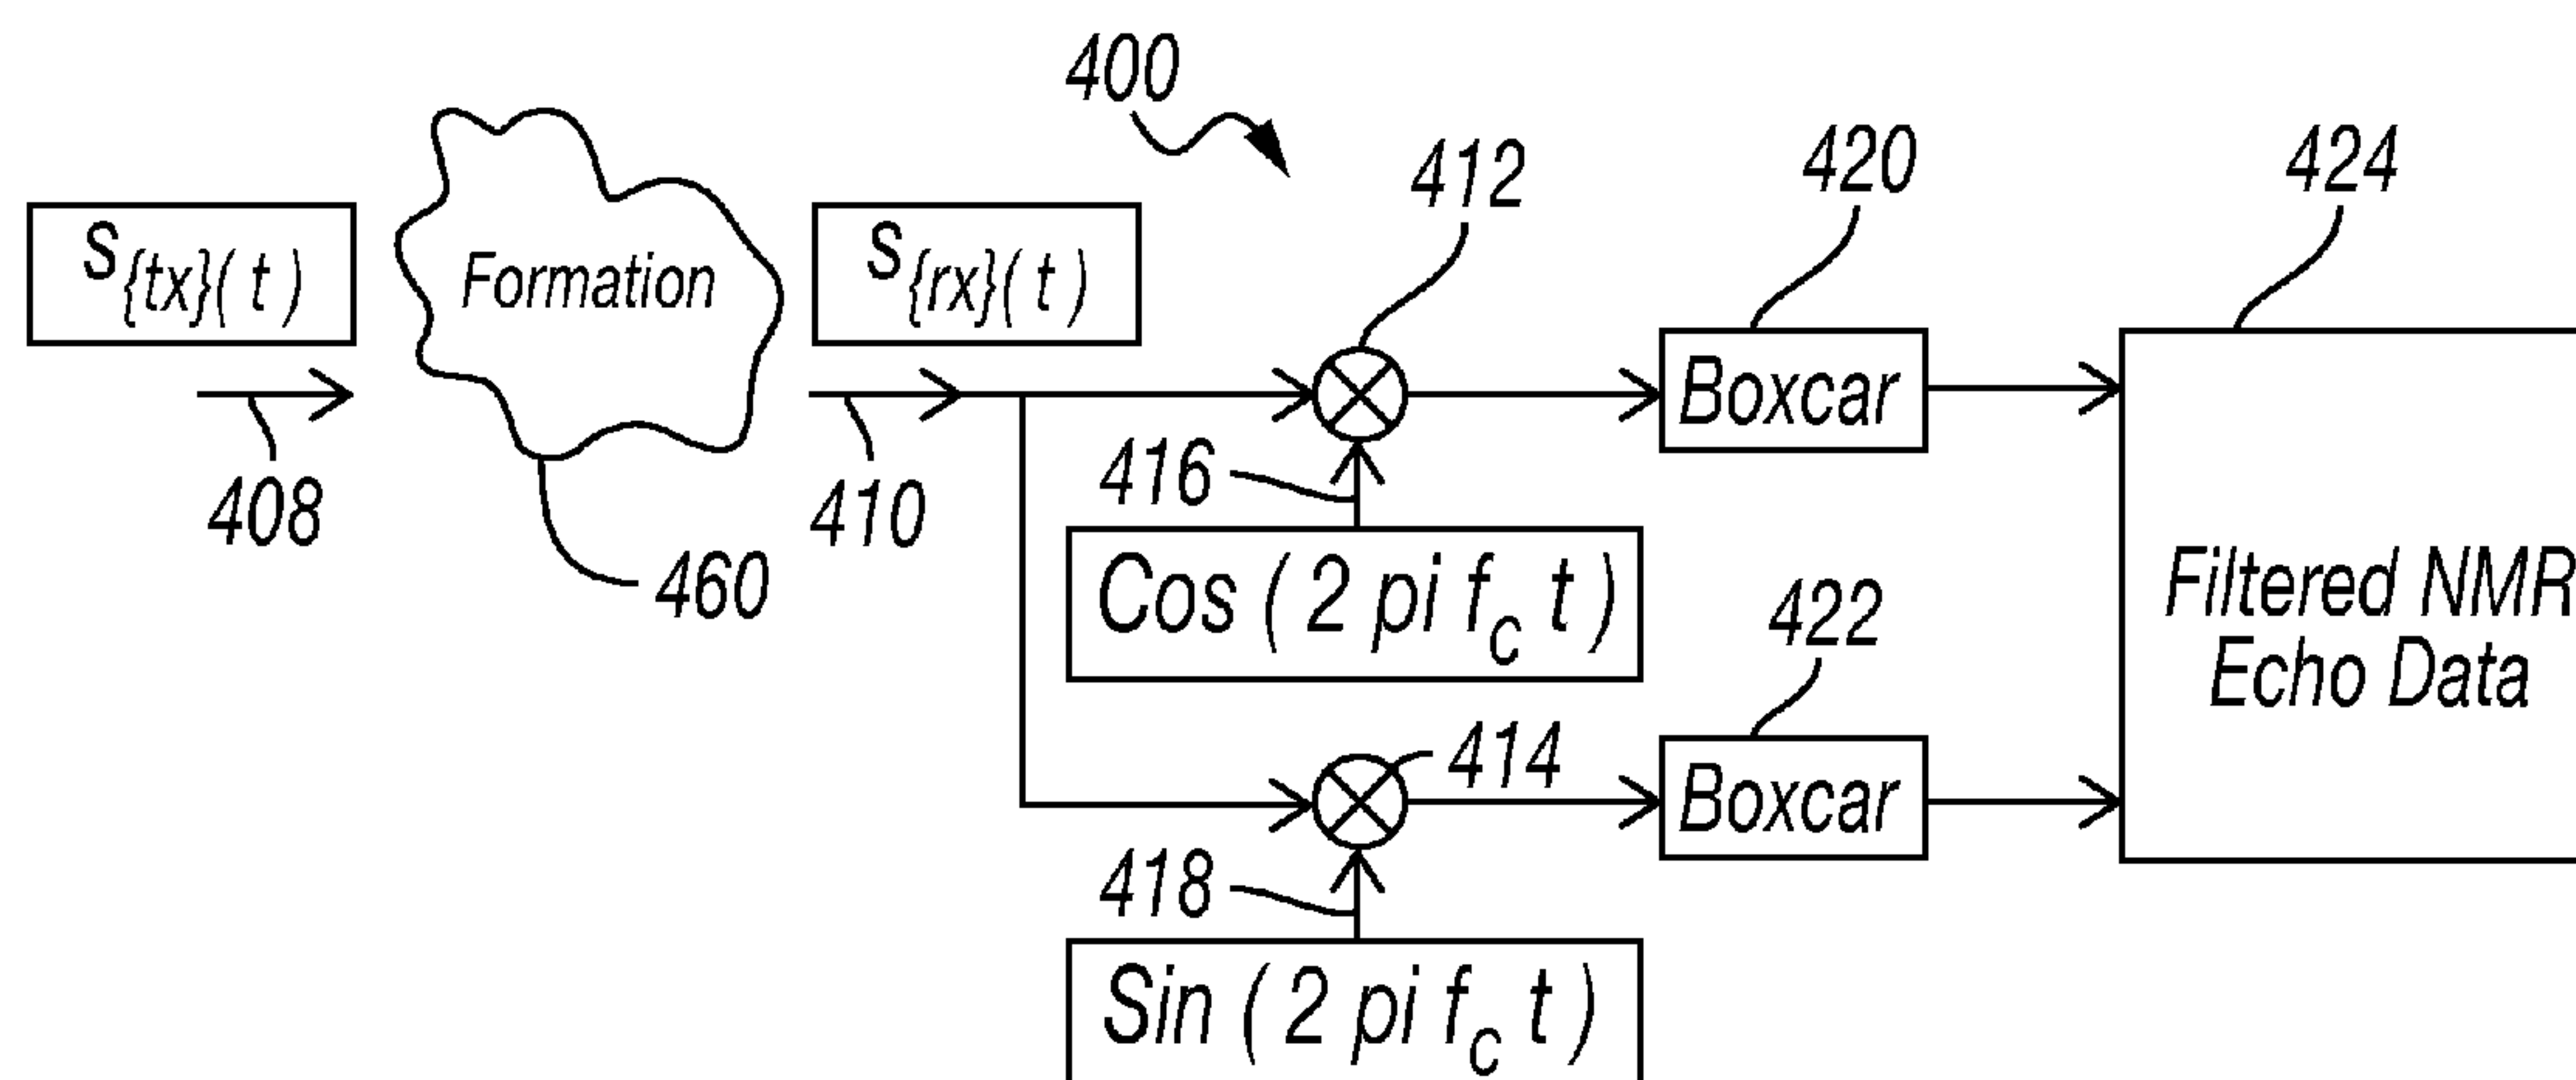 400
412
420
424
S{tx}( t )
Formation
S{rx}( t )
408
460
410
416
Boxcar
Cos ( 2 pi fc t )
422
Filtered NMR
Echo Data
414
Boxcar
418
Sin ( 2 pi fc t )